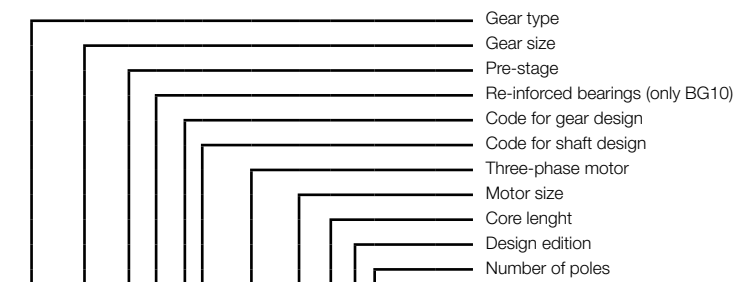 Gear type
Gear size
Pre-stage
Re-inforced bearings (only BG10)
Code for gear design
Code for shaft design
Three-phase motor
Motor size
Core lenght
Design edition
Number of poles